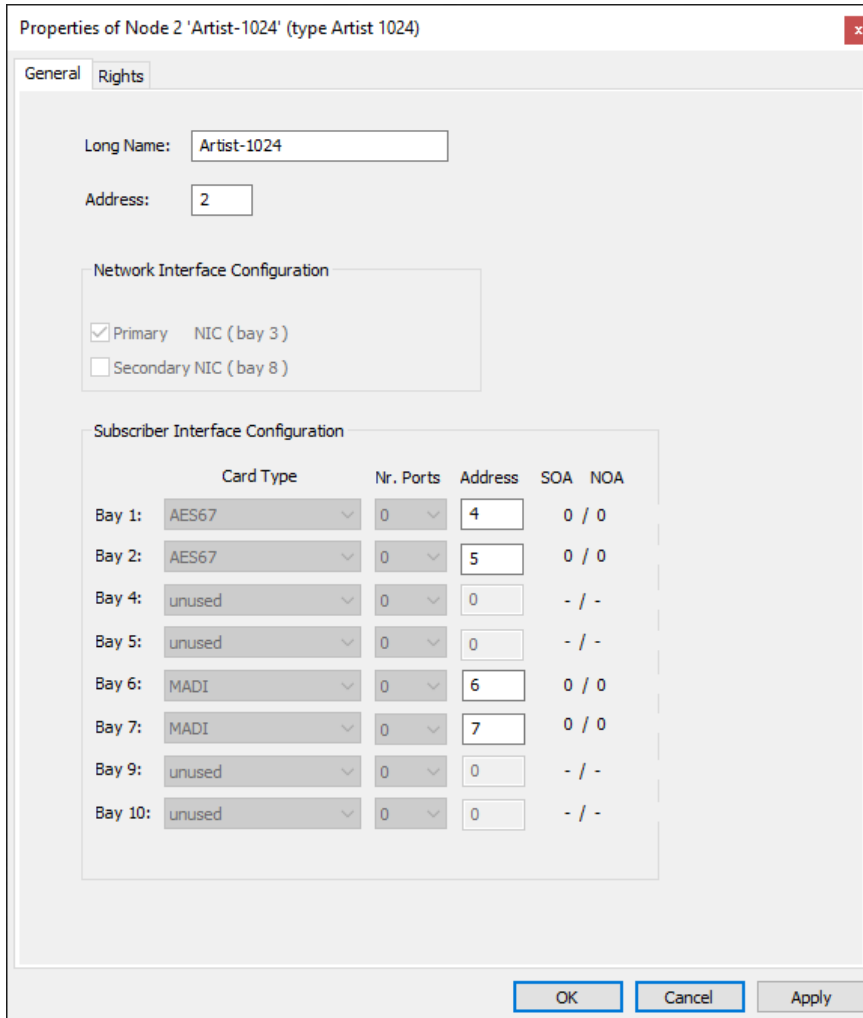 Properties of Node 2 'Artist-1024' (type Artist 1024)
x
General Rights
Long Name: Artist-1024
Address: 2
Network Interface Configuration
Primary NIC ( bay 3 )
Secondary NIC ( bay 8 )
Subscriber Interface Configuration
Card Type Nr. Ports Address SOA NOA
Bay 1: AES67 0 4 0 / 0
Bay 2: AES67 0 5 0 / 0
Bay 4: unused 0 0 - / -
Bay 5: unused 0 0 - / -
Bay 6: MADI 0 6 0 / 0
Bay 7: MADI 0 7 0 / 0
Bay 9: unused 0 0 - / -
Bay 10: unused 0 0 - / -
OK Cancel Apply